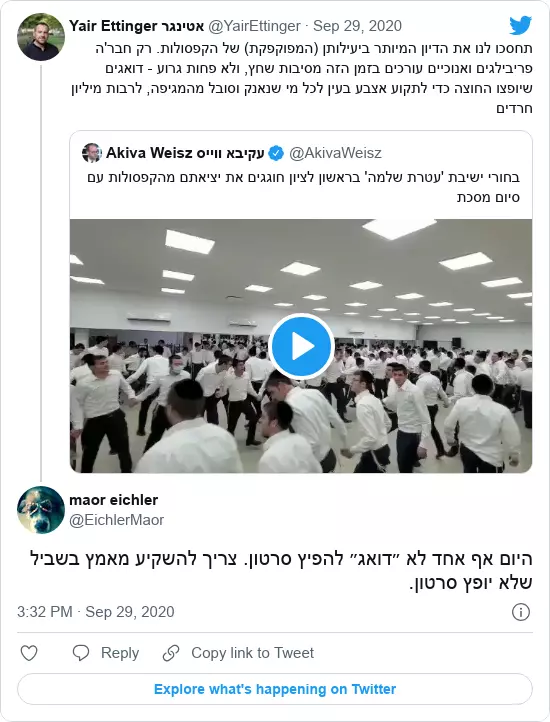 Yair Ettinger אטינגר @YairEttinger · Sep 29, 2020
תחסכו לנו את הדיון המיותר ביעילותן (המפוקפקת) של הקפסולות. רק חבר'ה
פריבילגים ואנוכיים עורכים בזמן הזה מסיבות שחץ, ולא פחות גרוע - דואגים
שיופצו החוצה כדי לתקוע אצבע בעין לכל מי שנאנק וסובל מהמגיפה, לרבות מיליון
חרדים
Akiva Weisz עקיבא ווייס @AkivaWeisz
בחורי ישיבת 'עטרת שלמה' בראשון לציון חוגגים את יציאתם מהקפסולות עם
סיום מסכת
maor eichler
@EichlerMaor
היום אף אחד לא ״דואג״ להפיץ סרטון. צריך להשקיע מאמץ בשביל
שלא יופץ סרטון.
3:32 PM · Sep 29, 2020
Reply
Copy link to Tweet
Explore what's happening on Twitter